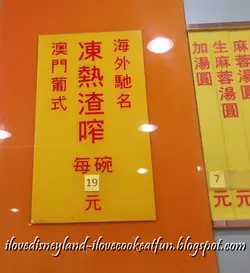 海外馳名
凍熱渣咋
澳門葡式
每碗
19
元
麻蓉湯圓
生麻蓉湯圓
加湯圓
7
ilovedisneyland-ilovecookeatfun.blogspot.com